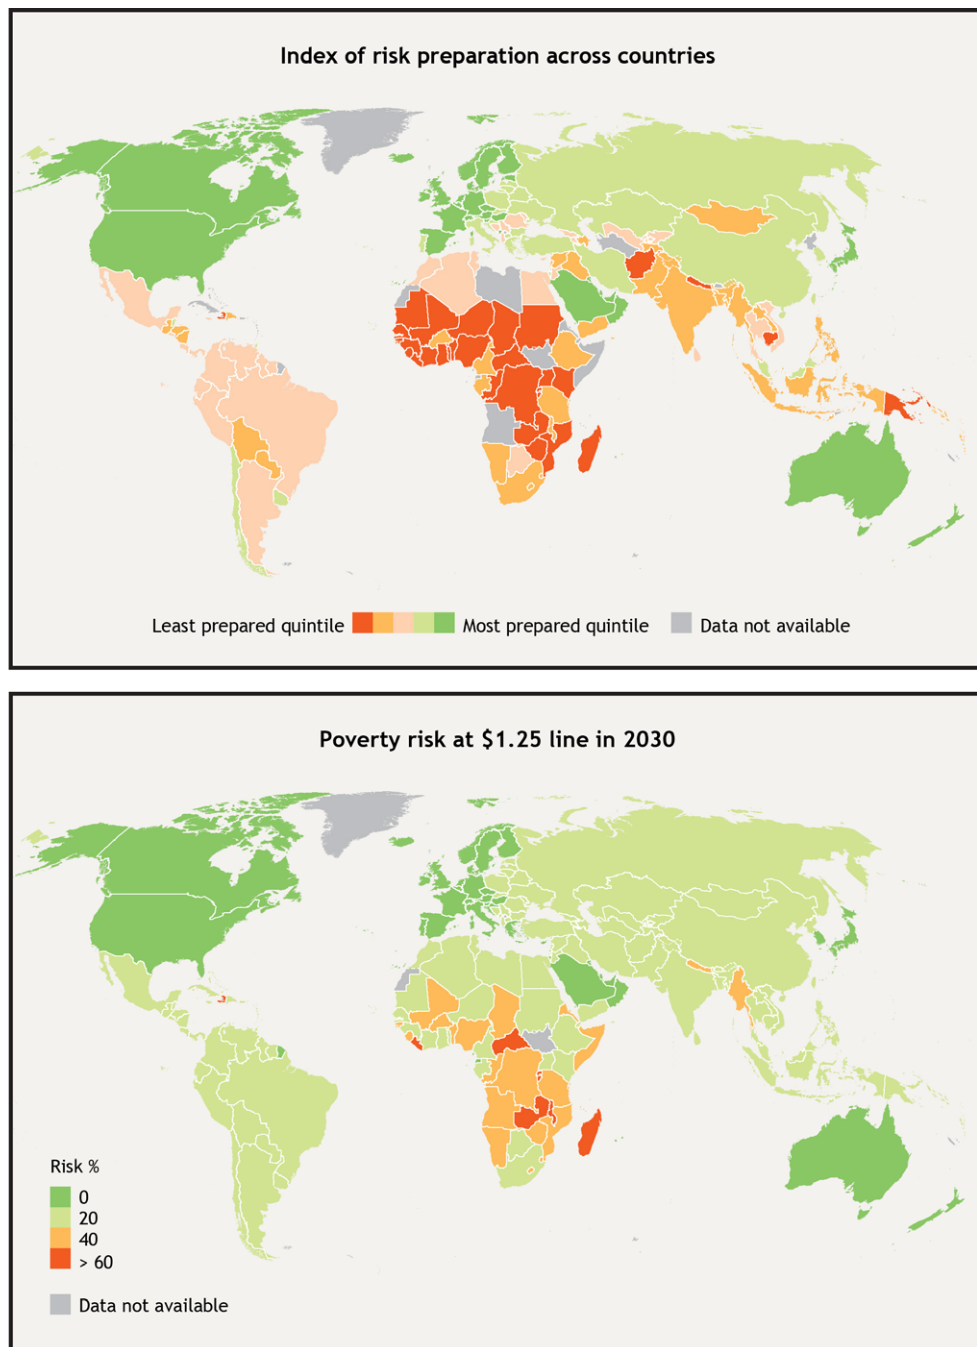 Index of risk preparation across countries
Least prepared quintile Most prepared quintile Data not available
Poverty risk at $1.25 line in 2030
Risk %
0
20
40
> 60
Data not available